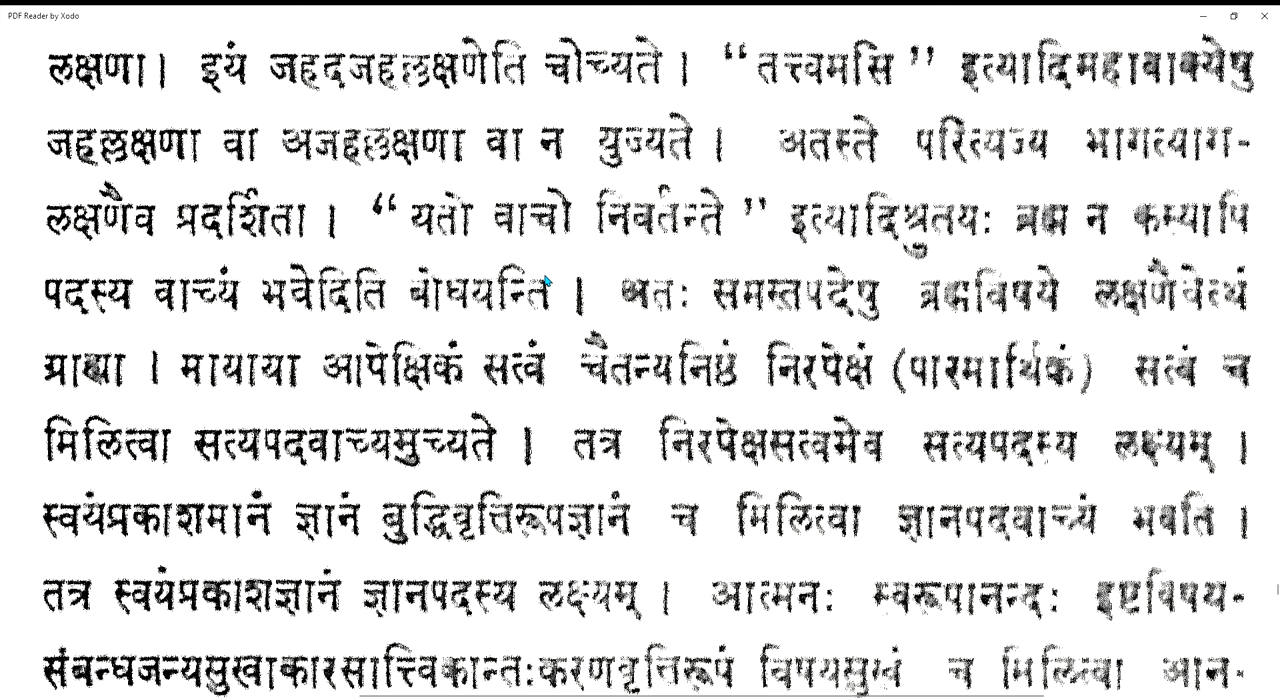 PDF Reader by Xodo
लक्षणा। इयं जहदजहल्लक्षणेति चोच्यते। “तत्त्वमसि” इत्यादिमहावाक्येषु
जहल्लक्षणा वा अजहल्लक्षणा वा न युज्यते। अतस्ते परित्यज्य भागत्याग-
लक्षणैव प्रदर्शिता। “यतो वाचो निवर्तन्ते” इत्यादिश्रुतयः ब्रह्म न कस्यापि
पदस्य वाच्यं भवेदिति बोधयन्ति। अतः समस्तपदेषु ब्रह्मविषये लक्षणैवेत्थं
ग्राह्या। मायाया आपेक्षिकं सत्वं चैतन्यनिष्ठं निरपेक्षं (पारमार्थिकं) सत्वं च
मिलित्वा सत्यपदवाच्यमुच्यते। तत्र निरपेक्षसत्वमेव सत्यपदस्य लक्ष्यम्।
स्वयंप्रकाशमानं ज्ञानं बुद्धिवृत्तिरूपज्ञानं च मिलित्वा ज्ञानपदवाच्यं भवति।
तत्र स्वयंप्रकाशज्ञानं ज्ञानपदस्य लक्ष्यम्। आत्मनः स्वरूपानन्दः इष्टविषय-
संबन्धजन्यसुखाकारसात्त्विकान्तःकरणवृत्तिरूपं विषयसुखं च मिलित्वा आन-